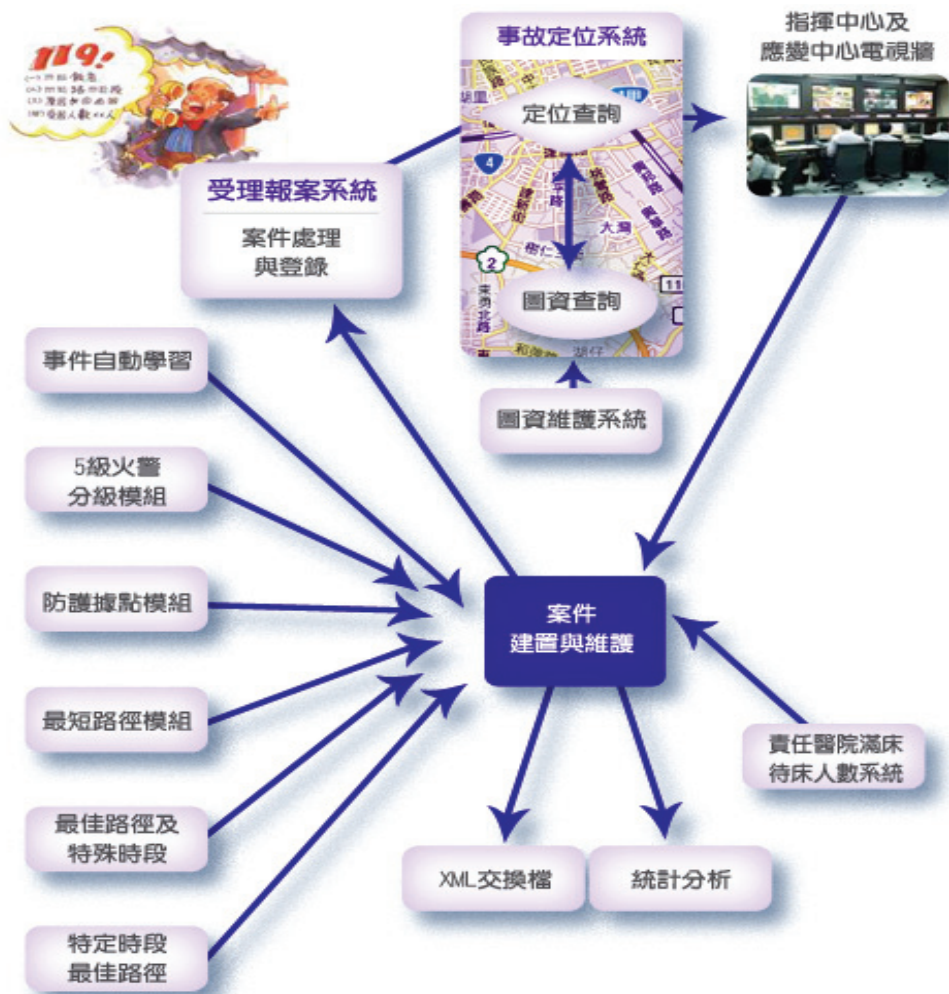 119!
事故定位系統
指揮中心及
應變中心電視牆
定位查詢
4
受理報案系統
案件處理
與登錄
大灣
2
圖資查詢
11
事件自動學習
圖資維護系統
5級火警
分級模組
防護據點模組
案件
建置與維護
最短路徑模組
責任醫院滿床
待床人數系統
最佳路徑及
特殊時段
XML交換檔
統計分析
特定時段
最佳路徑